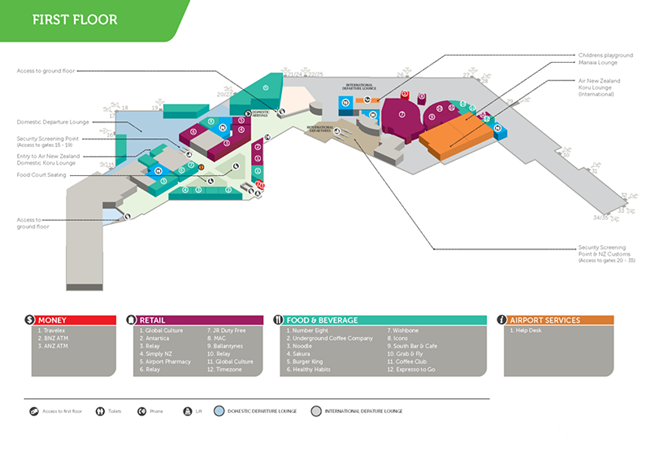 FIRST FLOOR
Access to ground floor
Domestic Departure Lounge
Security Screening Point
(Access to gates 15 - 19)
Entry to Air New Zealand
Domestic Koru Lounge
Food Court Seating
Access to
ground floor
INTERNATIONAL
DEPARTURE LOUNGE
INTERNATIONAL
DEPARTURES
Childrens playground
Manaia Lounge
Air New Zealand
Koru Lounge
(International)
Security Screening
Point & NZ Customs
(Access to gates 20 - 35)
MONEY
1. Travelex
2. BNZ ATM
3. ANZ ATM
RETAIL
1. Global Culture
2. Antartica
3. Relay
4. Simply NZ
5. Airport Pharmacy
6. Relay
7. JR Duty Free
8. MAC
9. Ballantynes
10. Relay
11. Global Culture
12. Timezone
FOOD & BEVERAGE
1. Number Eight
2. Underground Coffee Company
3. Noodle
4. Sakura
5. Burger King
6. Healthy Habits
7. Wishbone
8. Icons
9. South Bar & Cafe
10. Grab & Fly
11. Coffee Club
12. Expresso to Go
AIRPORT SERVICES
1. Help Desk
Access to first floor
Toilets
Phone
Lift
DOMESTIC DEPARTURE LOUNGE
INTERNATIONAL DEPATURE LOUNGE